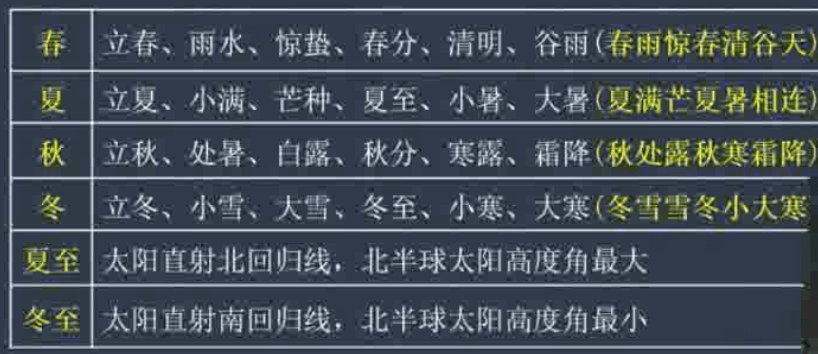 春 立春、雨水、惊蛰、春分、清明、谷雨(春雨惊春清谷天)
夏 立夏、小满、芒种、夏至、小暑、大暑(夏满芒夏暑相连)
秋 立秋、处暑、白露、秋分、寒露、霜降(秋处露秋寒霜降)
冬 立冬、小雪、大雪、冬至、小寒、大寒(冬雪雪冬小大寒
夏至 太阳直射北回归线，北半球太阳高度角最大
冬至 太阳直射南回归线，北半球太阳高度角最小